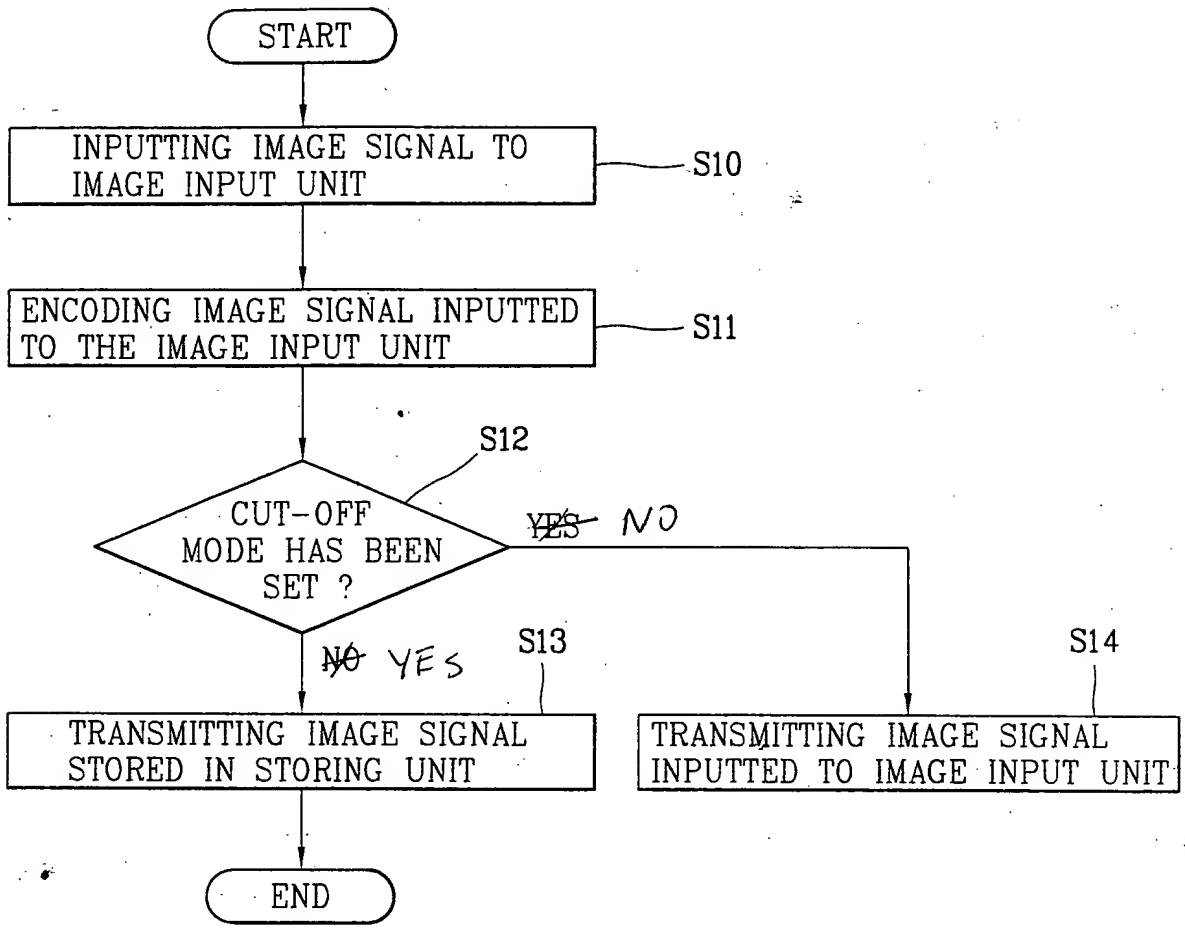 START
INPUTTING IMAGE SIGNAL TO
IMAGE INPUT UNIT
S10
ENCODING IMAGE SIGNAL INPUTTED
TO THE IMAGE INPUT UNIT
S11
S12
CUT-OFF
MODE HAS BEEN
SET ?
YES NO
NO YES
S13
S14
TRANSMITTING IMAGE SIGNAL
STORED IN STORING UNIT
TRANSMITTING IMAGE SIGNAL
INPUTTED TO IMAGE INPUT UNIT
END